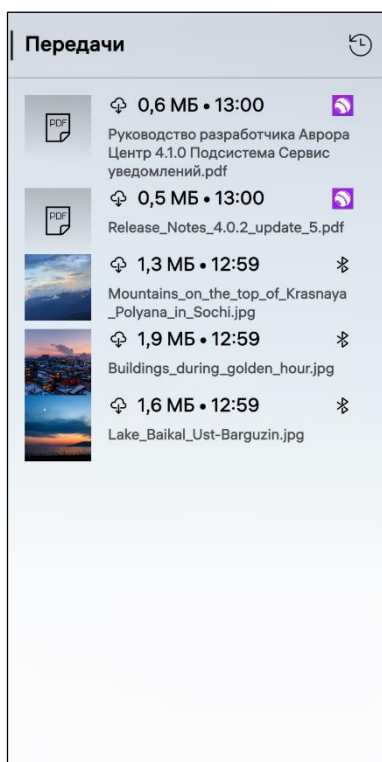 Передачи
0,6 МБ • 13:00
PDF
Руководство разработчика Аврора
Центр 4.1.0 Подсистема Сервис
уведомлений.pdf
0,5 МБ • 13:00
PDF
Release_Notes_4.0.2_update_5.pdf
1,3 МБ • 12:59
Mountains_on_the_top_of_Krasnaya
_Polyana_in_Sochi.jpg
1,9 МБ • 12:59
Buildings_during_golden_hour.jpg
1,6 МБ • 12:59
Lake_Baikal_Ust-Barguzin.jpg